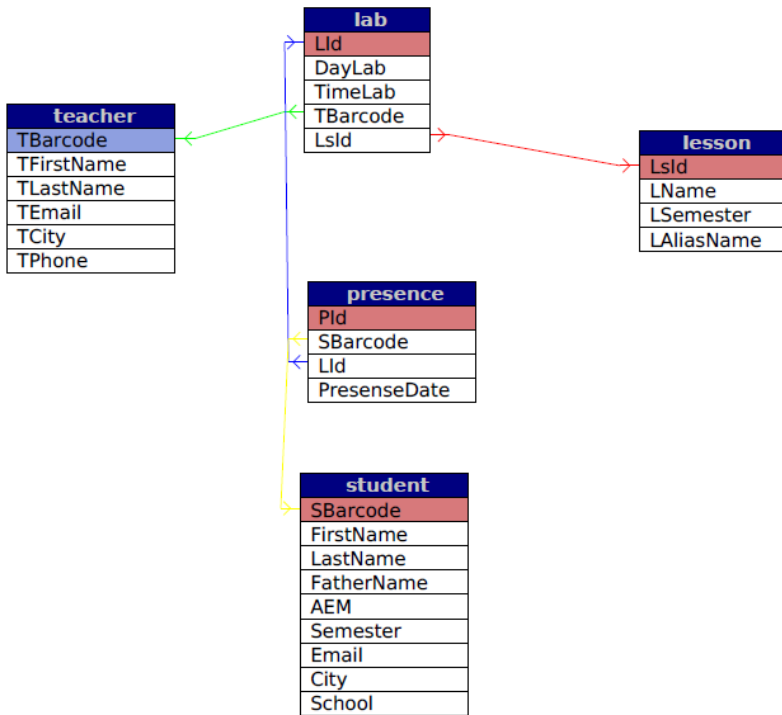 lab
LId
DayLab
TimeLab
TBarcode
LsId
teacher
TBarcode
TFirstName
TLastName
TEmail
TCity
TPhone
lesson
LsId
LName
LSemester
LAliasName
presence
PId
SBarcode
LId
PresenseDate
student
SBarcode
FirstName
LastName
FatherName
AEM
Semester
Email
City
School